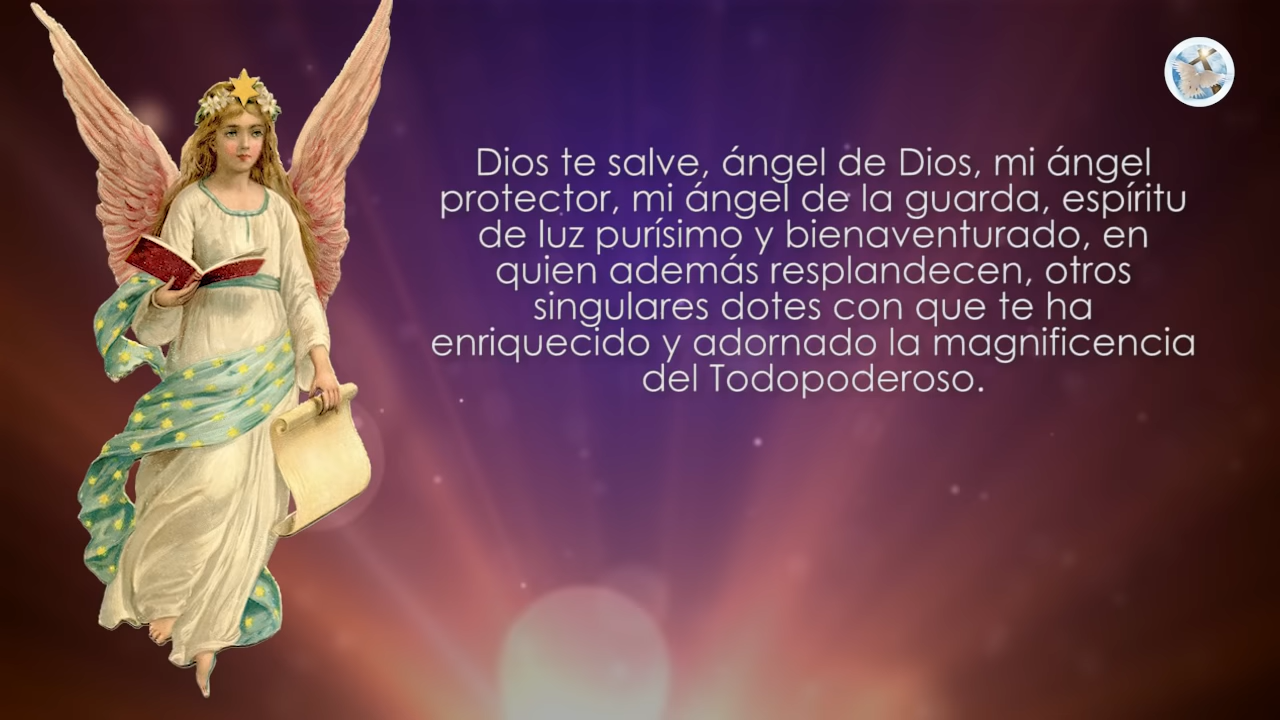 Dios te salve, ángel de Dios, mi ángel
protector, mi ángel de la guarda, espíritu
de luz purísimo y bienaventurado, en
quien además resplandecen, otros
singulares dotes con que te ha
enriquecido y adornado la magnificencia
del Todopoderoso.